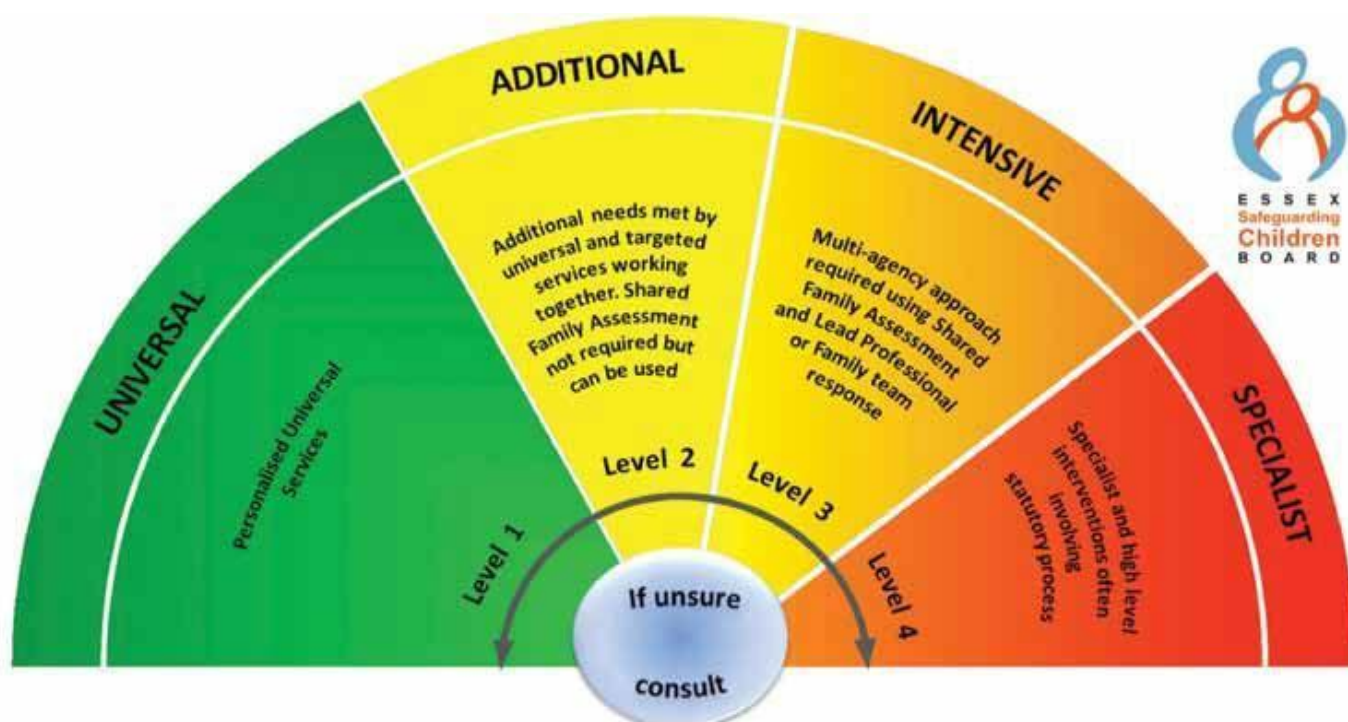 UNIVERSAL
Personalised Universal
Services
Level 1
ADDITIONAL
Additional needs met by
universal and targeted
services working
together. Shared
Family Assessment
not required but
can be used
Level 2
INTENSIVE
Multi-agency approach
required using Shared
Family Assessment
and Lead Professional
or Family team
response
Level 3
SPECIALIST
Specialist and high level
interventions often
involving
statutory process
Level 4
If unsure
consult
ESSEX
Safeguarding
Children
BOARD